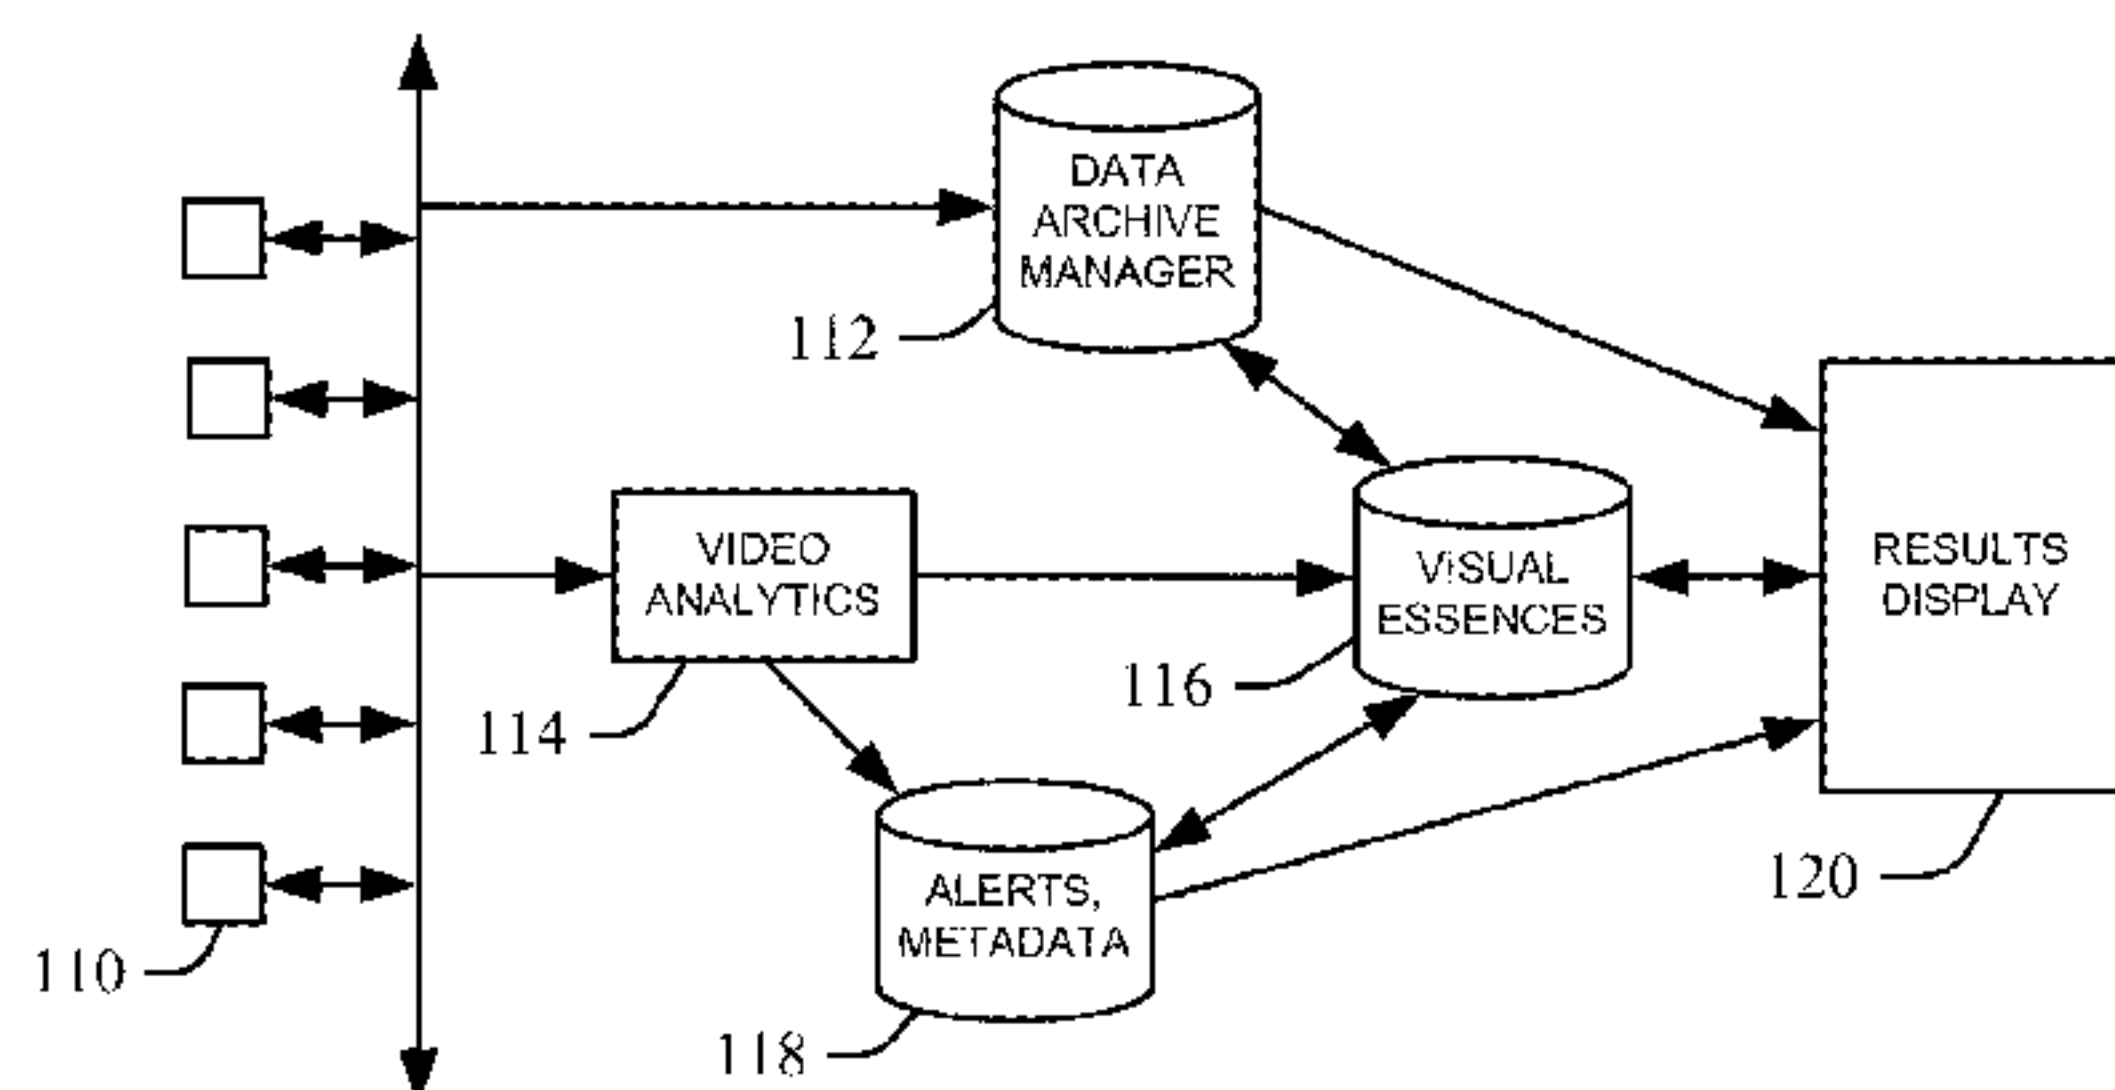 DATA
ARCHIVE
MANAGER
112
VIDEO
ANALYTICS
114
VISUAL
ESSENCES
116
RESULTS
DISPLAY
120
ALERTS,
METADATA
118
110